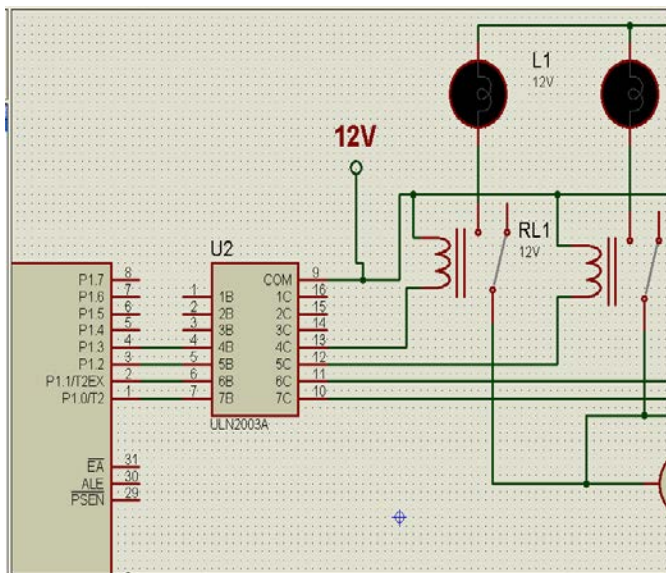 L1
12V
12V
RL1
12V
U2
P1.7 8
P1.6 7
P1.5 6
P1.4 5
P1.3 4
P1.2 3
P1.1/T2EX 2
P1.0/T2 1
EA 31
ALE 30
PSEN 29
1 1B
2 2B
3 3B
4 4B
5 5B
6 6B
7 7B
COM 9
1C 16
2C 15
3C 14
4C 13
5C 12
6C 11
7C 10
ULN2003A